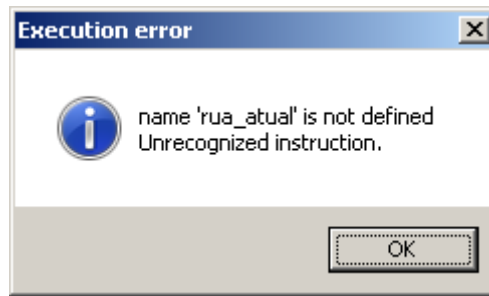 Execution error
name 'rua_atual' is not defined
Unrecognized instruction.
OK